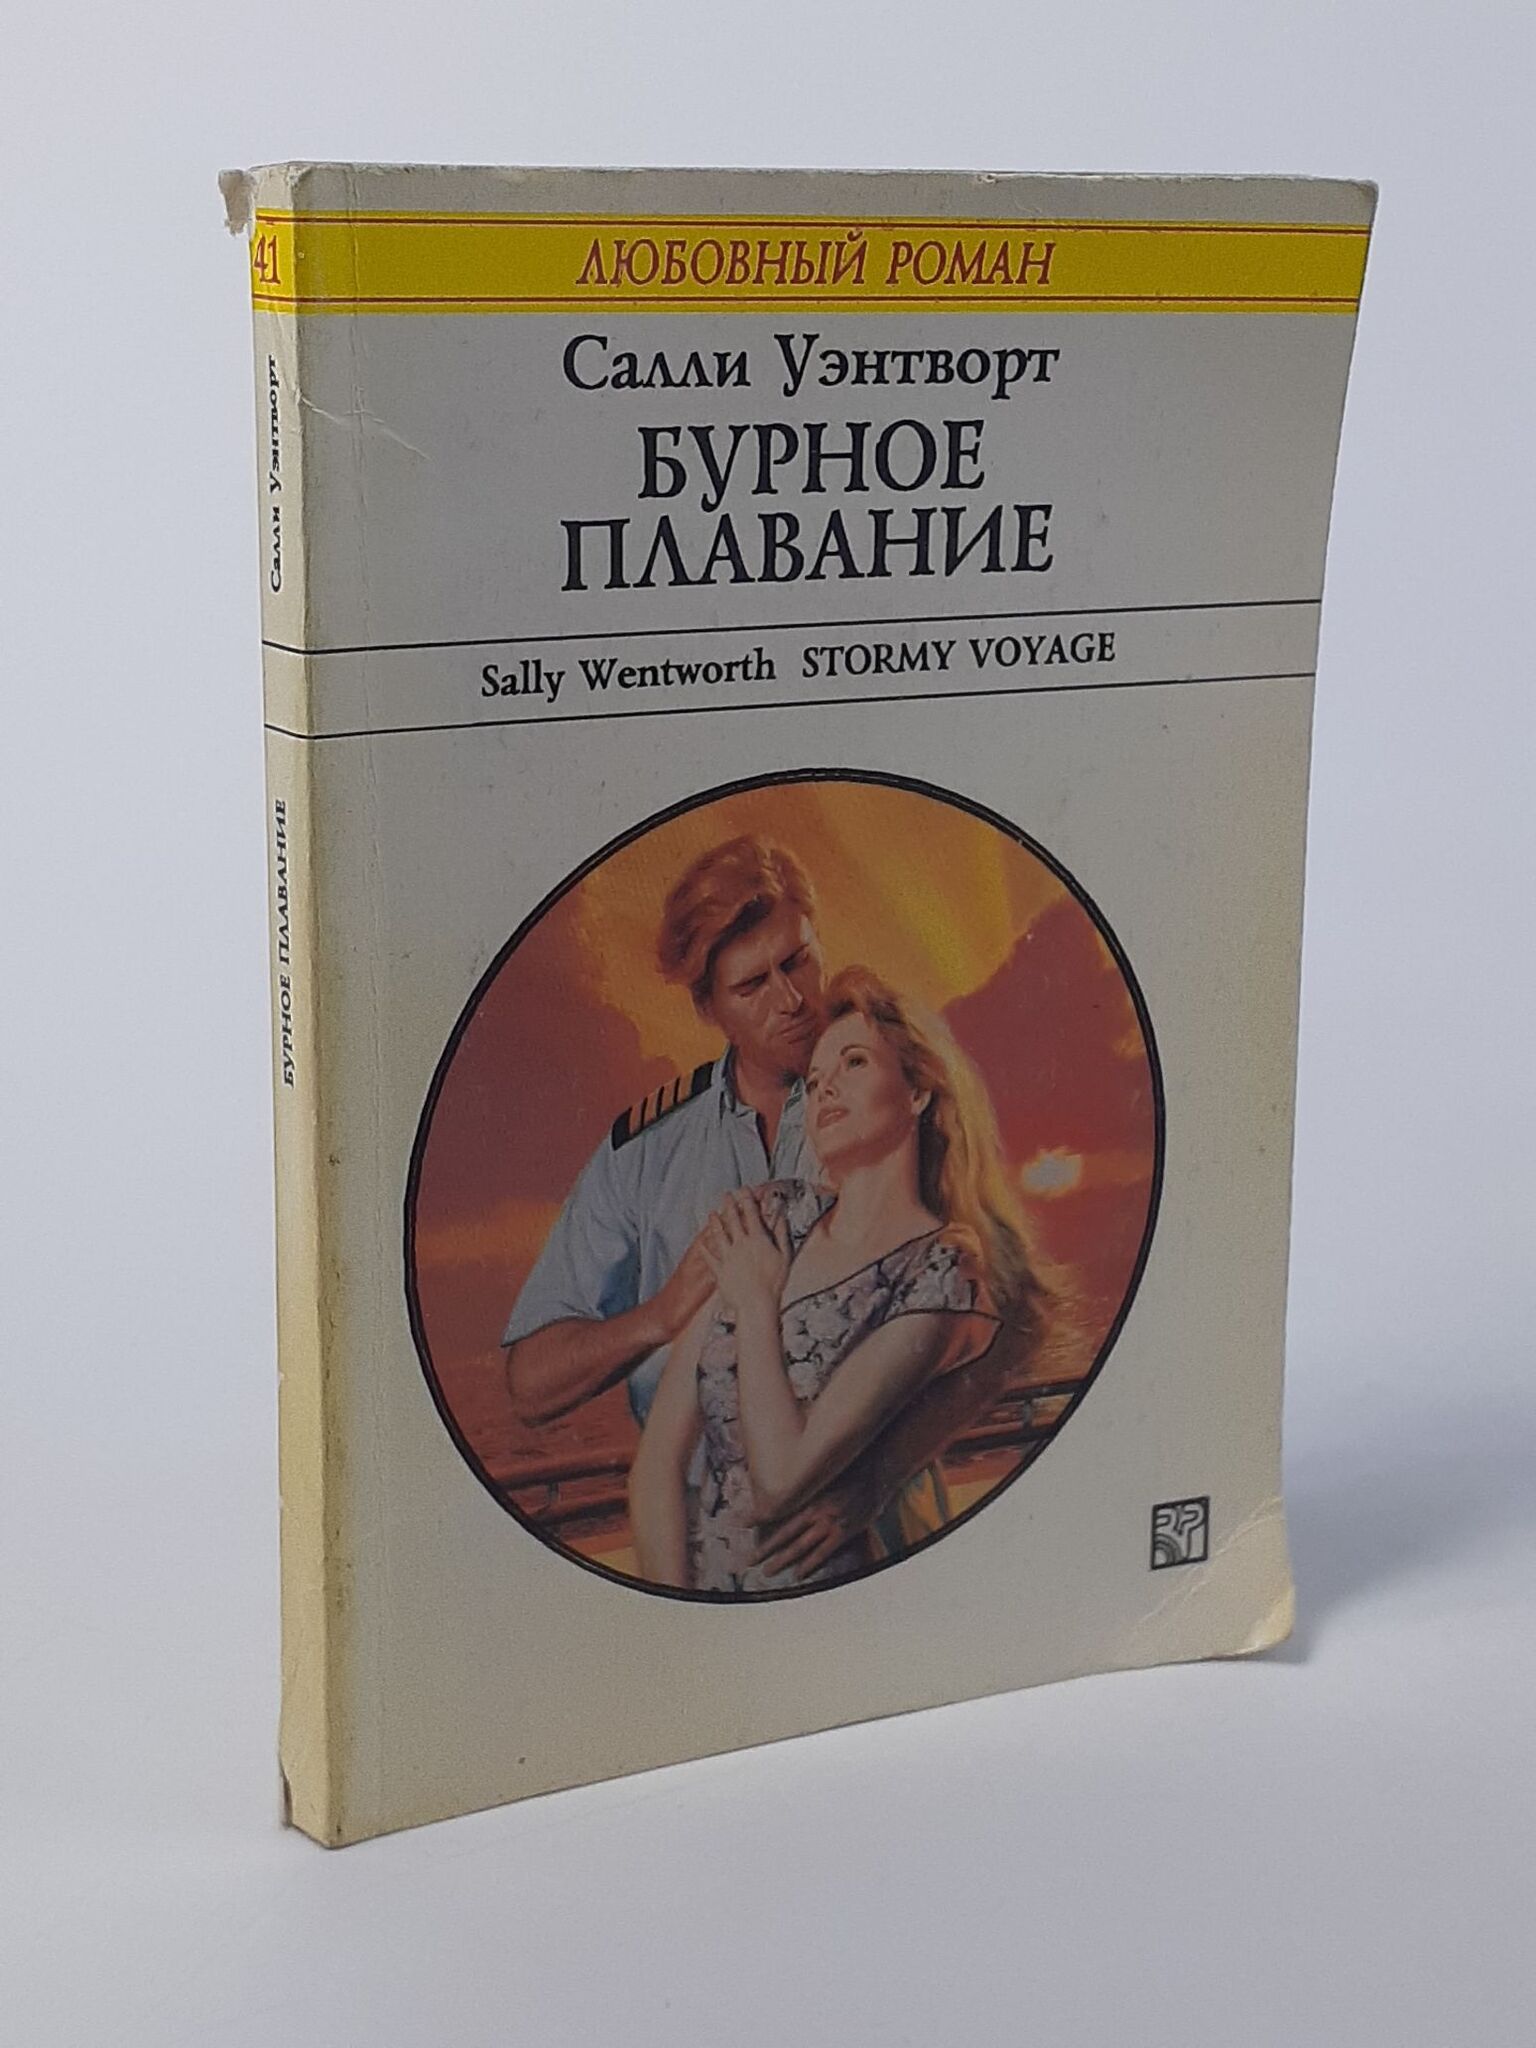 41
ЛЮБОВНЫЙ РОМАН
Салли Уэнтворт
БУРНОЕ
ПЛАВАНИЕ
Sally Wentworth STORMY VOYAGE
Салли Уэнтворт
БУРНОЕ ПЛАВАНИЕ